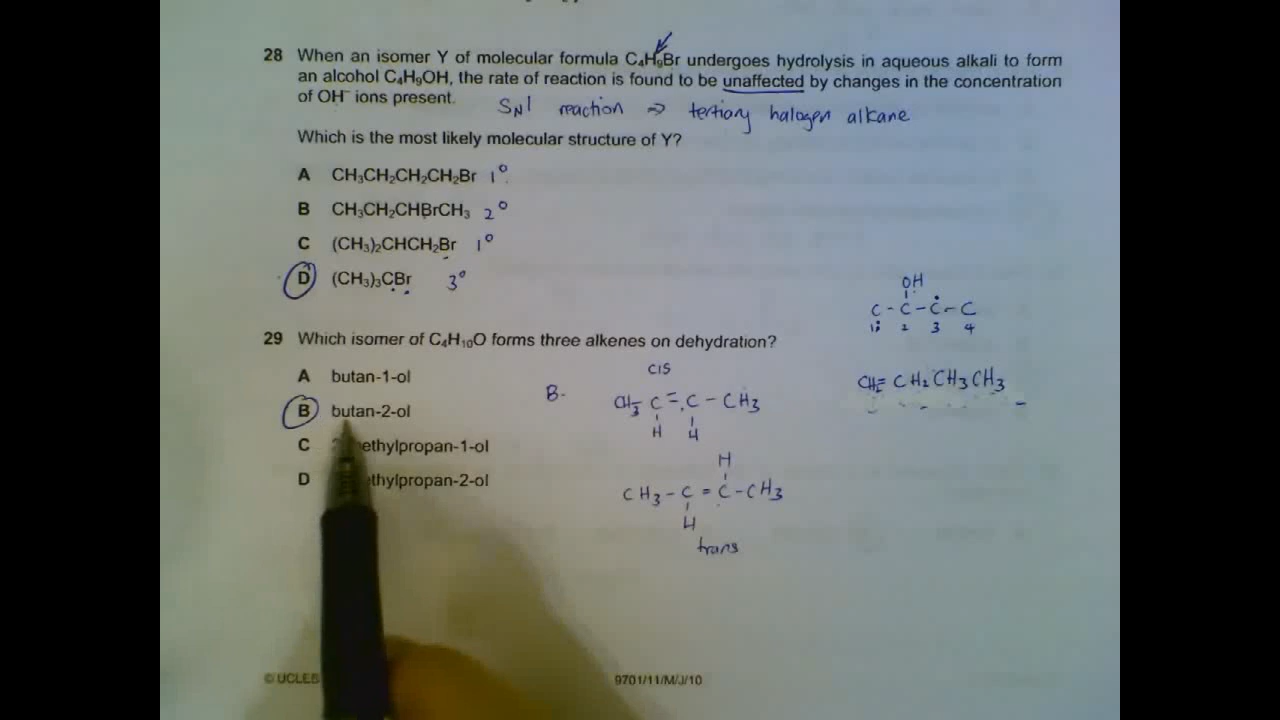 28 When an isomer Y of molecular formula C₄H₉Br undergoes hydrolysis in aqueous alkali to form
an alcohol C₄H₉OH, the rate of reaction is found to be unaffected by changes in the concentration
of OH⁻ ions present.
SN1 reaction ⇒ tertiary halogen alkane
Which is the most likely molecular structure of Y?
A CH₃CH₂CH₂CH₂Br 1°
B CH₃CH₂CHBrCH₃ 2°
C (CH₃)₂CHCH₂Br 1°
D (CH₃)₃CBr 3°
OH
C - C - C - C
1 2 3 4
29 Which isomer of C₄H₁₀O forms three alkenes on dehydration?
A butan-1-ol
B butan-2-ol
C ethylpropan-1-ol
D thylpropan-2-ol
B.
cis
CH₃ C = C - CH₃
H H
CH₂= CH₂CH₃CH₃
H
CH₃ - C = C - CH₃
H
trans
© UCLES
9701/11/M/J/10